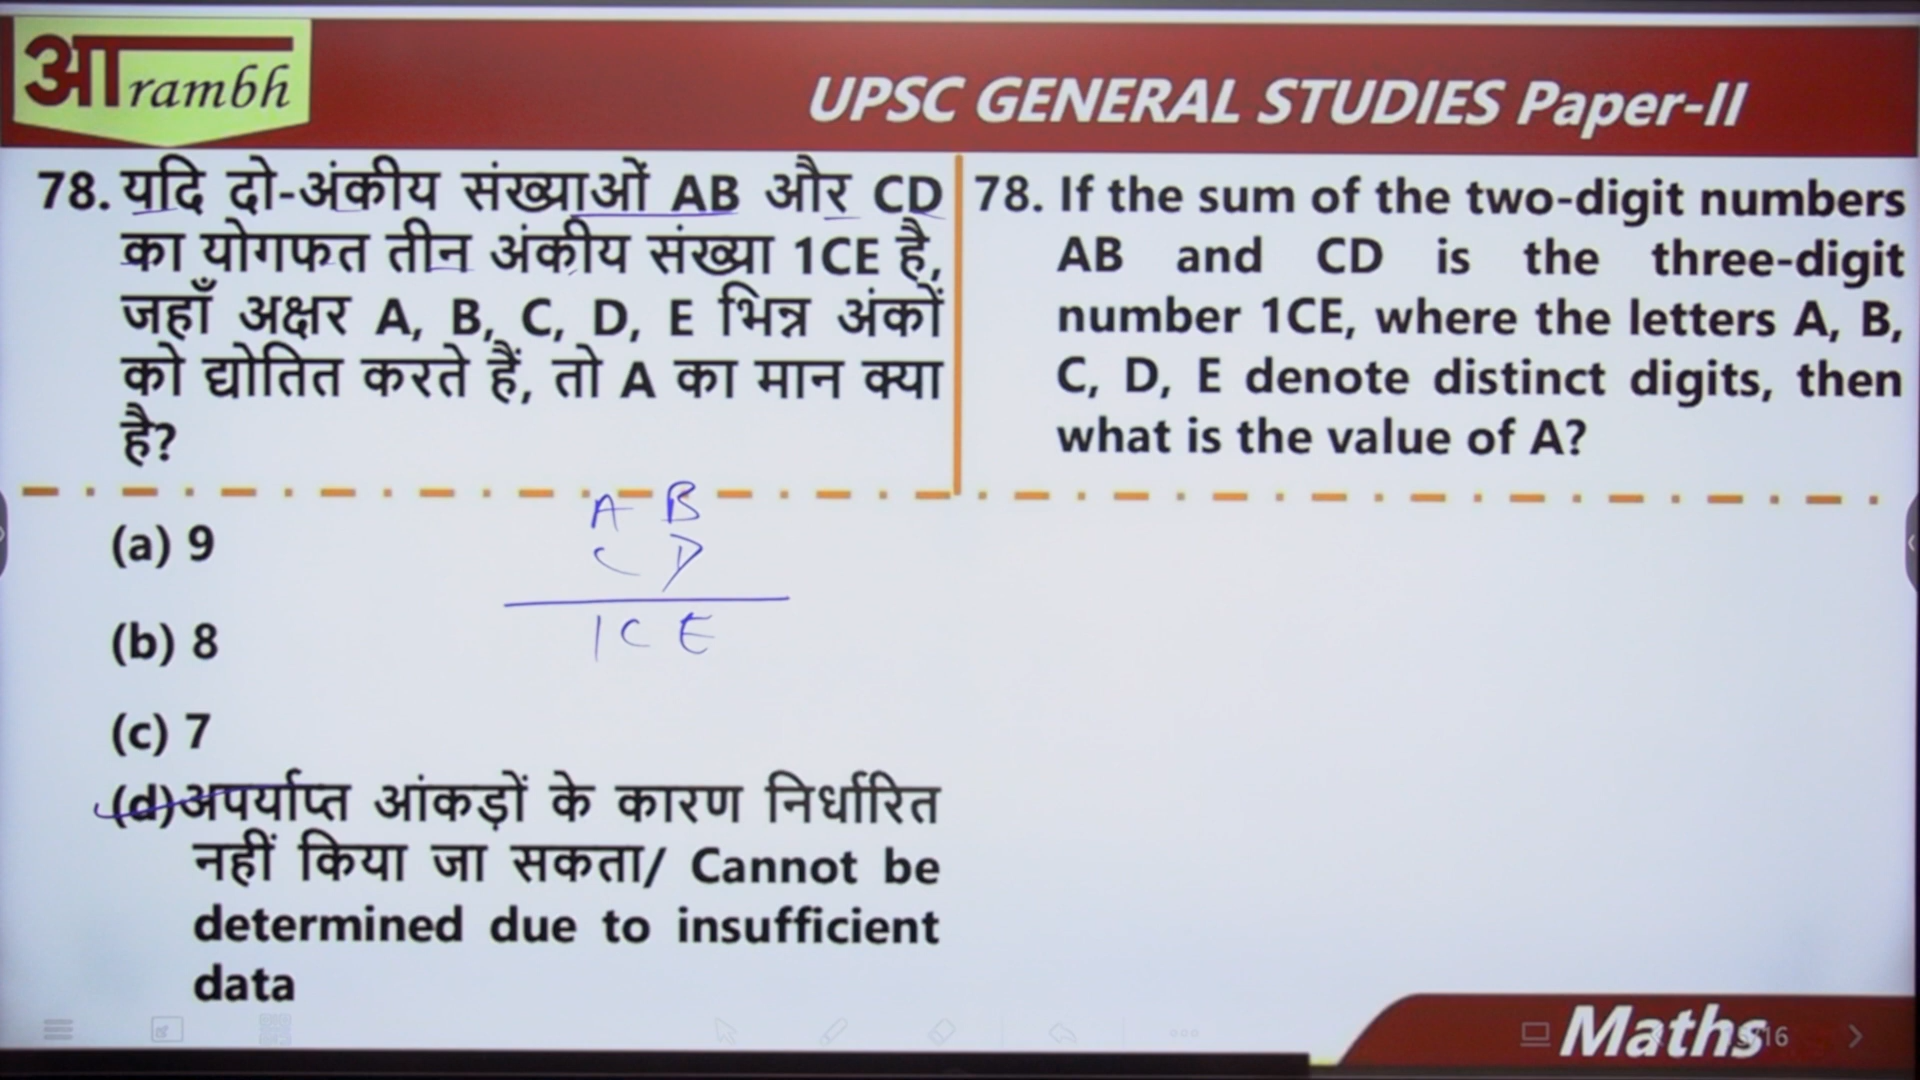 आrambh
UPSC GENERAL STUDIES Paper-II
78. यदि दो-अंकीय संख्याओं AB और CD
का योगफत तीन अंकीय संख्या 1CE है,
जहाँ अक्षर A, B, C, D, E भिन्न अंकों
को द्योतित करते हैं, तो A का मान क्या
है?
78. If the sum of the two-digit numbers
AB and CD is the three-digit
number 1CE, where the letters A, B,
C, D, E denote distinct digits, then
what is the value of A?
A B
C D
1 C E
(a) 9
(b) 8
(c) 7
(d) अपर्याप्त आंकड़ों के कारण निर्धारित
नहीं किया जा सकता/ Cannot be
determined due to insufficient
data
Maths